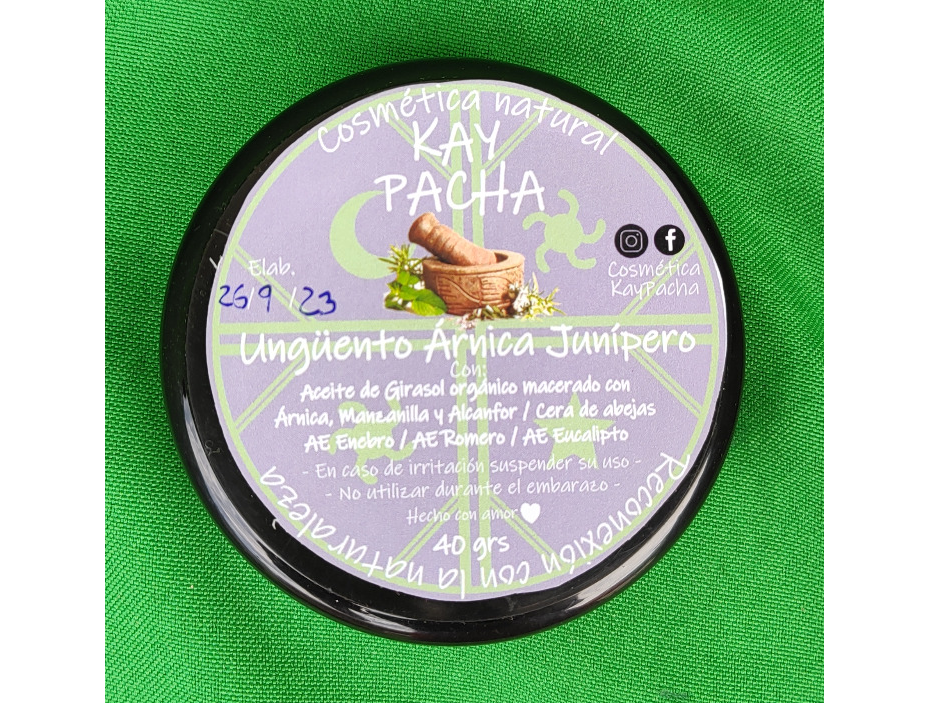 Cosmética natural
KAY
PACHA
Cosmética
KayPacha
Elab.
26/9/23
Ungüento Árnica Junípero
Con:
Aceite de Girasol orgánico macerado con
Árnica, Manzanilla y Alcanfor / Cera de abejas
AE Enebro / AE Romero / AE Eucalipto
- En caso de irritación suspender su uso -
- No utilizar durante el embarazo -
Hecho con amor
40 grs
Reconexión con la naturaleza